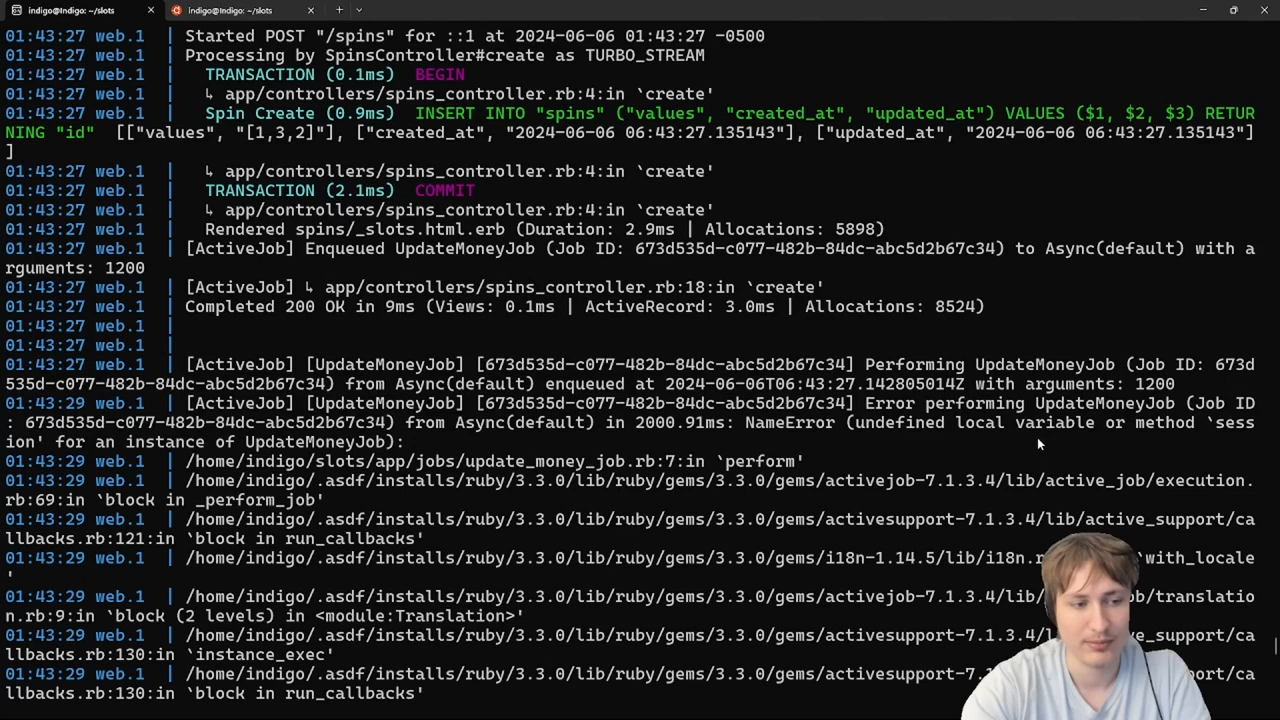 indigo@Indigo: ~/slots
indigo@Indigo: ~/slots
01:43:27 web.1 | Started POST "/spins" for ::1 at 2024-06-06 01:43:27 -0500
01:43:27 web.1 | Processing by SpinsController#create as TURBO_STREAM
01:43:27 web.1 | TRANSACTION (0.1ms) BEGIN
01:43:27 web.1 | ↳ app/controllers/spins_controller.rb:4:in `create'
01:43:27 web.1 | Spin Create (0.9ms) INSERT INTO "spins" ("values", "created_at", "updated_at") VALUES ($1, $2, $3) RETUR
NING "id" [["values", "[1,3,2]"], ["created_at", "2024-06-06 06:43:27.135143"], ["updated_at", "2024-06-06 06:43:27.135143"]
]
01:43:27 web.1 | ↳ app/controllers/spins_controller.rb:4:in `create'
01:43:27 web.1 | TRANSACTION (2.1ms) COMMIT
01:43:27 web.1 | ↳ app/controllers/spins_controller.rb:4:in `create'
01:43:27 web.1 | Rendered spins/_slots.html.erb (Duration: 2.9ms | Allocations: 5898)
01:43:27 web.1 | [ActiveJob] Enqueued UpdateMoneyJob (Job ID: 673d535d-c077-482b-84dc-abc5d2b67c34) to Async(default) with a
rguments: 1200
01:43:27 web.1 | [ActiveJob] ↳ app/controllers/spins_controller.rb:18:in `create'
01:43:27 web.1 | Completed 200 OK in 9ms (Views: 0.1ms | ActiveRecord: 3.0ms | Allocations: 8524)
01:43:27 web.1 |
01:43:27 web.1 |
01:43:27 web.1 | [ActiveJob] [UpdateMoneyJob] [673d535d-c077-482b-84dc-abc5d2b67c34] Performing UpdateMoneyJob (Job ID: 673d
535d-c077-482b-84dc-abc5d2b67c34) from Async(default) enqueued at 2024-06-06T06:43:27.142805014Z with arguments: 1200
01:43:29 web.1 | [ActiveJob] [UpdateMoneyJob] [673d535d-c077-482b-84dc-abc5d2b67c34] Error performing UpdateMoneyJob (Job ID
: 673d535d-c077-482b-84dc-abc5d2b67c34) from Async(default) in 2000.91ms: NameError (undefined local variable or method `sess
ion' for an instance of UpdateMoneyJob):
01:43:29 web.1 | /home/indigo/slots/app/jobs/update_money_job.rb:7:in `perform'
01:43:29 web.1 | /home/indigo/.asdf/installs/ruby/3.3.0/lib/ruby/gems/3.3.0/gems/activejob-7.1.3.4/lib/active_job/execution.
rb:69:in `block in _perform_job'
01:43:29 web.1 | /home/indigo/.asdf/installs/ruby/3.3.0/lib/ruby/gems/3.3.0/gems/activesupport-7.1.3.4/lib/active_support/ca
llbacks.rb:121:in `block in run_callbacks'
01:43:29 web.1 | /home/indigo/.asdf/installs/ruby/3.3.0/lib/ruby/gems/3.3.0/gems/i18n-1.14.5/lib/i18n.r `with_locale
'
01:43:29 web.1 | /home/indigo/.asdf/installs/ruby/3.3.0/lib/ruby/gems/3.3.0/gems/activejob-7.1.3.4/lib/ b/translatio
n.rb:9:in `block (2 levels) in <module:Translation>'
01:43:29 web.1 | /home/indigo/.asdf/installs/ruby/3.3.0/lib/ruby/gems/3.3.0/gems/activesupport-7.1.3.4/l ve_support/ca
llbacks.rb:130:in `instance_exec'
01:43:29 web.1 | /home/indigo/.asdf/installs/ruby/3.3.0/lib/ruby/gems/3.3.0/gems/activesupport-7.1. ve_support/ca
llbacks.rb:130:in `block in run_callbacks'